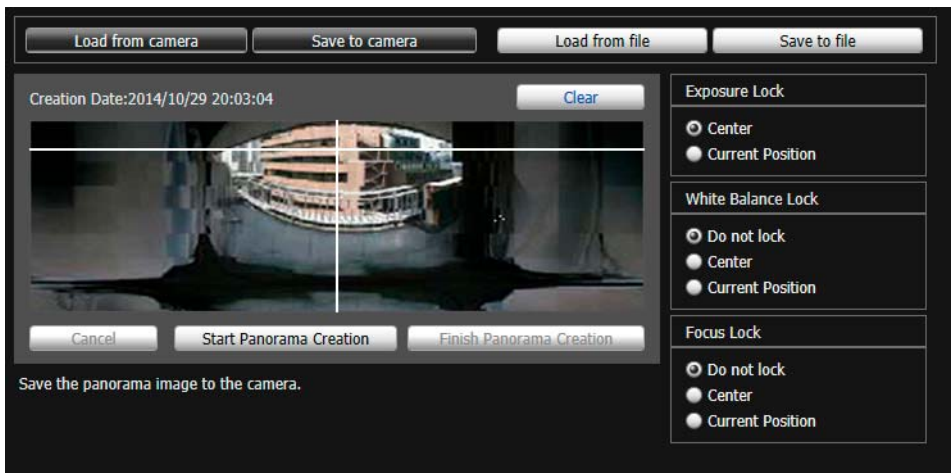 Load from camera
Save to camera
Load from file
Save to file
Creation Date:2014/10/29 20:03:04
Clear
Cancel
Start Panorama Creation
Finish Panorama Creation
Save the panorama image to the camera.
Exposure Lock
Center
Current Position
White Balance Lock
Do not lock
Center
Current Position
Focus Lock
Do not lock
Center
Current Position